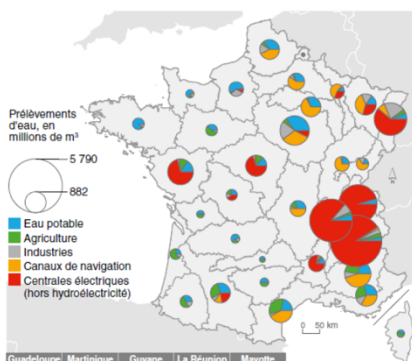 Prélèvements
d'eau, en
millions de m³
5 790
882
Eau potable
Agriculture
Industries
Canaux de navigation
Centrales électriques
(hors hydroélectricité)
0 50 km
N
Guadeloupe Martinique Guyane La Réunion Mayotte